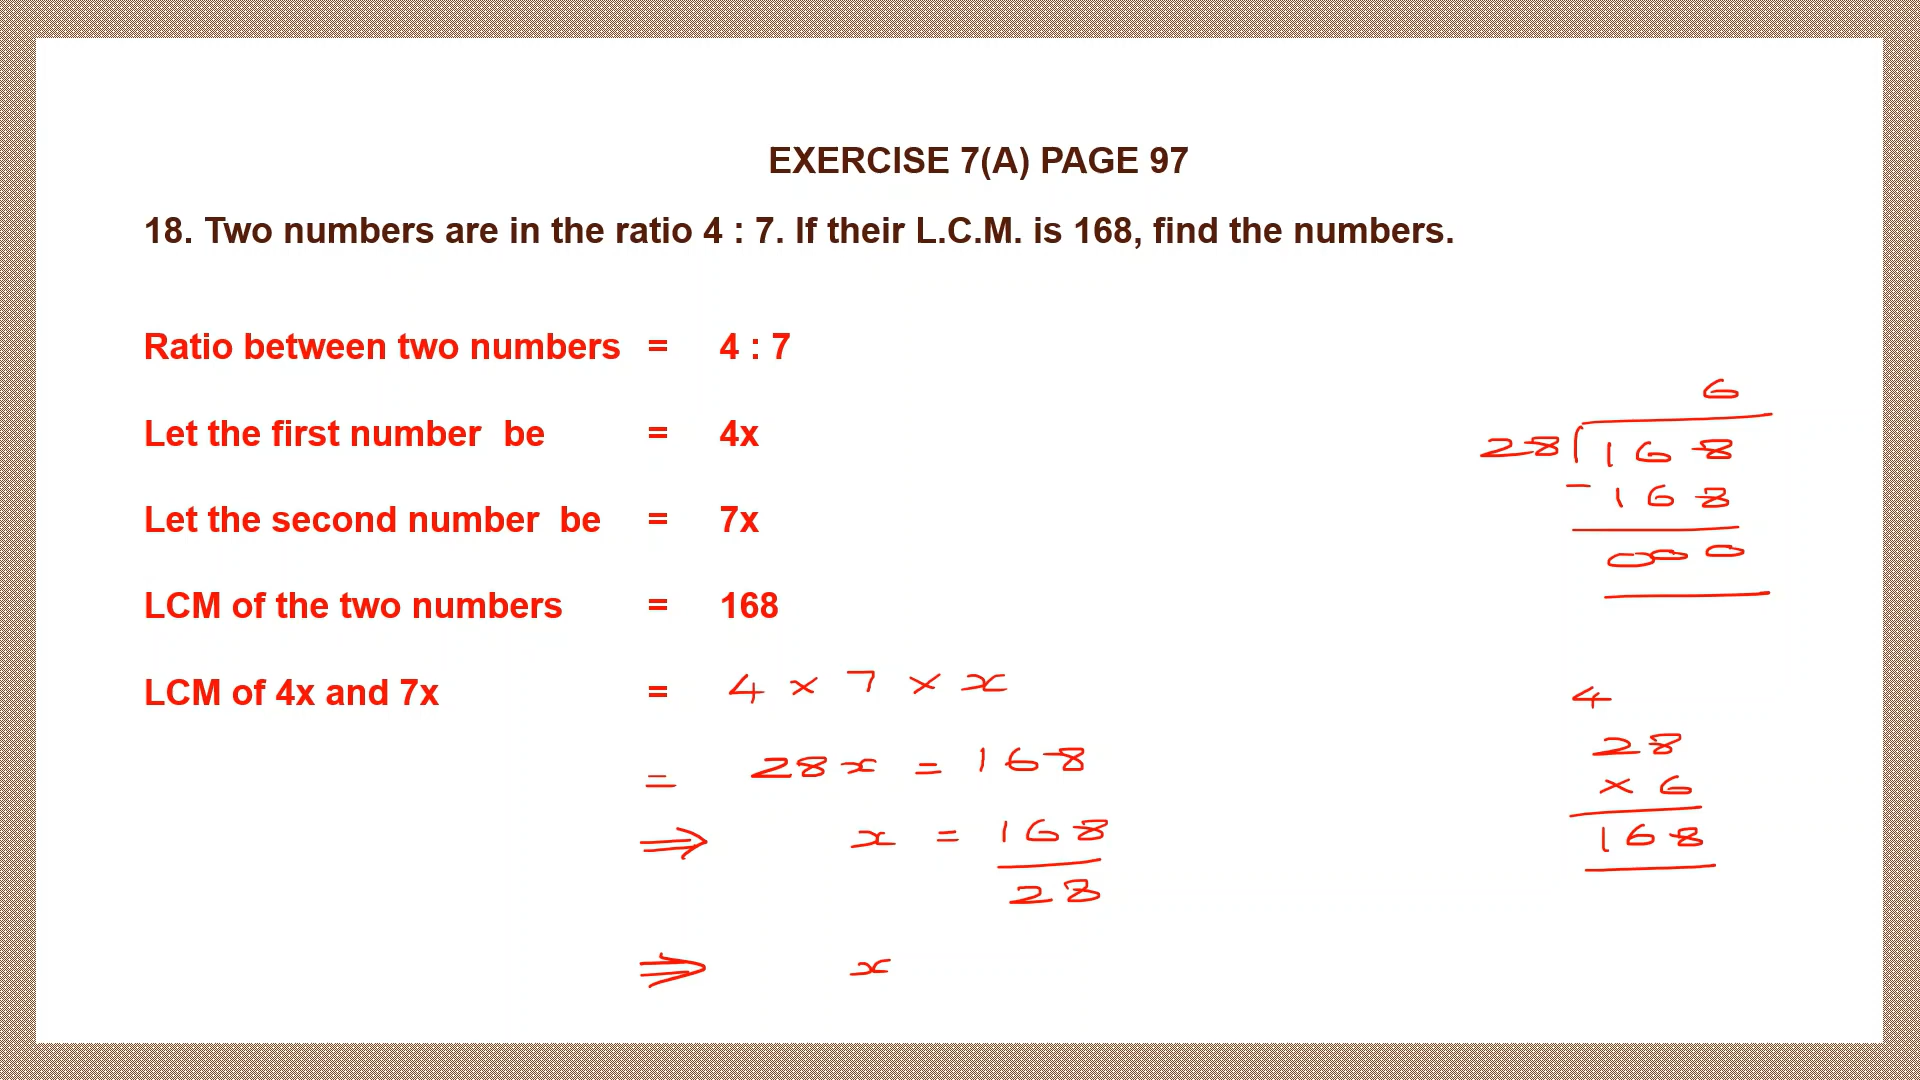 EXERCISE 7(A) PAGE 97
18. Two numbers are in the ratio 4 : 7. If their L.C.M. is 168, find the numbers.
Ratio between two numbers = 4 : 7
Let the first number be = 4x
Let the second number be = 7x
LCM of the two numbers = 168
LCM of 4x and 7x = 4 × 7 × x
= 28x = 168
⇒ x = 168
28
⇒ x
6
28 168
- 168
000
4
28
× 6
168